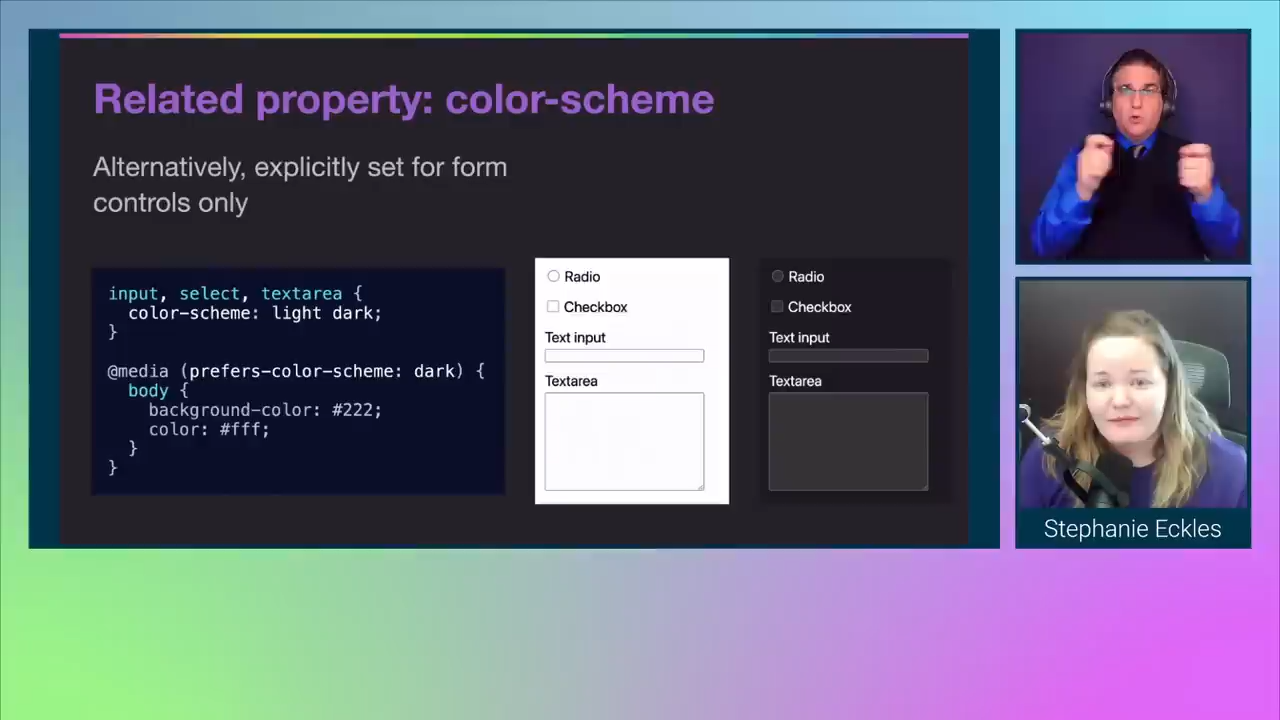 Related property: color-scheme
Alternatively, explicitly set for form
controls only
input, select, textarea {
  color-scheme: light dark;
}
@media (prefers-color-scheme: dark) {
  body {
    background-color: #222;
    color: #fff;
  }
}
Radio
Checkbox
Text input
Textarea
Radio
Checkbox
Text input
Textarea
Stephanie Eckles